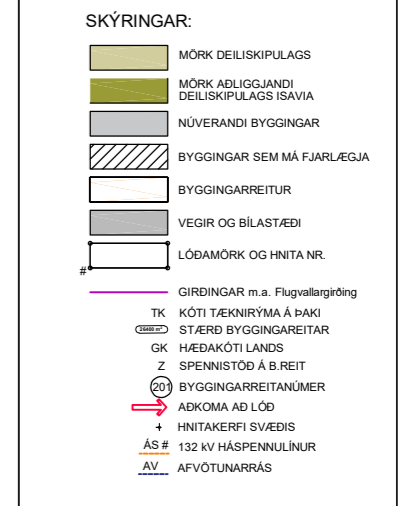 SKÝRINGAR:
MÖRK DEILISKIPULAGS
MÖRK AÐLIGGJANDI
DEILISKIPULAGS ISAVIA
NÚVERANDI BYGGINGAR
BYGGINGAR SEM MÁ FJARLÆGJA
BYGGINGARREITUR
VEGIR OG BÍLASTÆÐI
# LÓÐAMÖRK OG HNITA NR.
GIRÐINGAR m.a. Flugvallargirðing
TK KÓTI TÆKNIRÝMA Á ÞAKI
26400 m² STÆRÐ BYGGINGAREITAR
GK HÆÐAKÓTI LANDS
Z SPENNISTÖÐ Á B.REIT
201 BYGGINGARREITANÚMER
AÐKOMA AÐ LÓÐ
HNITAKERFI SVÆÐIS
ÁS # 132 kV HÁSPENNULÍNUR
AV AFVÖTUNARRÁS